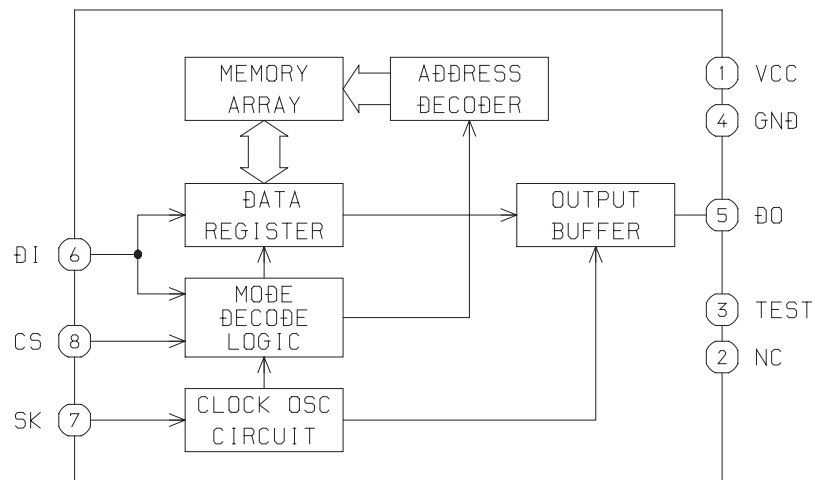 MEMORY
ARRAY
ADDRESS
DECODER
1 VCC
4 GND
DATA
REGISTER
OUTPUT
BUFFER
5 DO
DI 6
MODE
DECODE
LOGIC
3 TEST
CS 8
2 NC
SK 7
CLOCK OSC
CIRCUIT